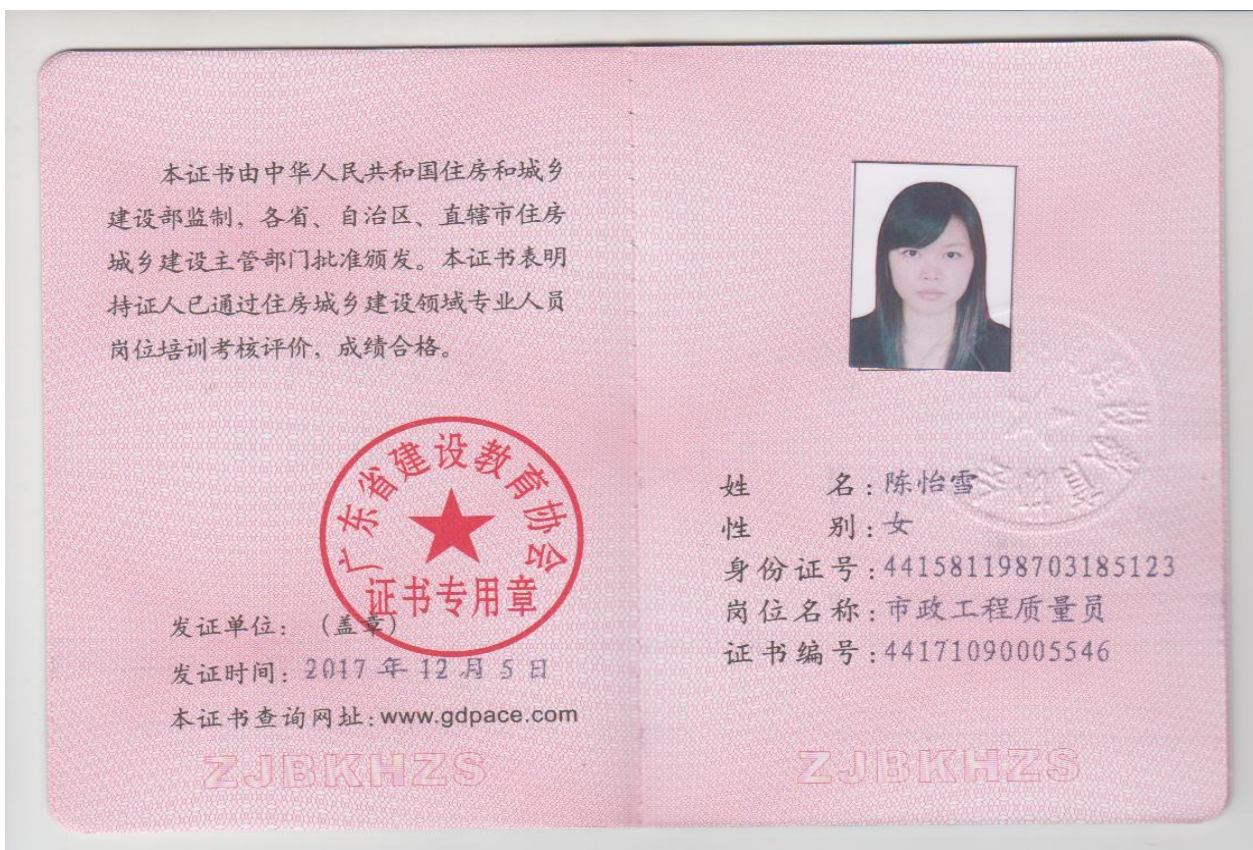 本证书由中华人民共和国住房和城乡
建设部监制，各省、自治区、直辖市住房
城乡建设主管部门批准颁发。本证书表明
持证人已通过住房城乡建设领域专业人员
岗位培训考核评价，成绩合格。
广东省建设教育协会
证书专用章
发证单位：（盖章）
发证时间：2017 年 12 月 5 日
本证书查询网址：www.gdpace.com
ZJBKHZS
姓 名：陈怡雪
性 别：女
身份证号：441581198703185123
岗位名称：市政工程质量员
证书编号：44171090005546
ZJBKHZS